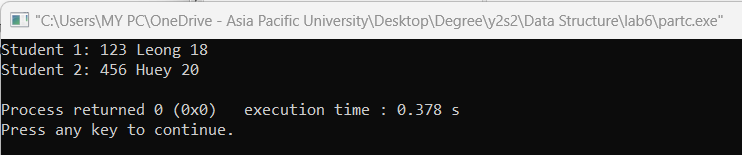 "C:\Users\MY PC\OneDrive - Asia Pacific University\Desktop\Degree\y2s2\Data Structure\lab6\partc.exe"
Student 1: 123 Leong 18
Student 2: 456 Huey 20
Process returned 0 (0x0)   execution time : 0.378 s
Press any key to continue.